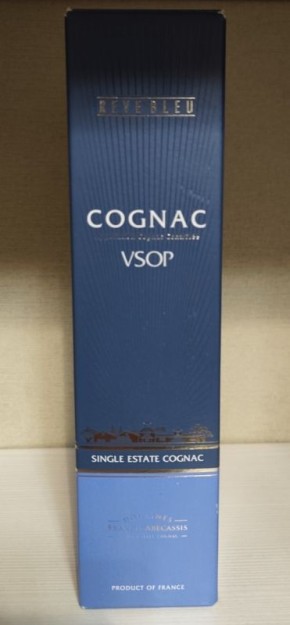 REVE BLEU
COGNAC
VSOP
SINGLE ESTATE COGNAC
PRODUCT OF FRANCE